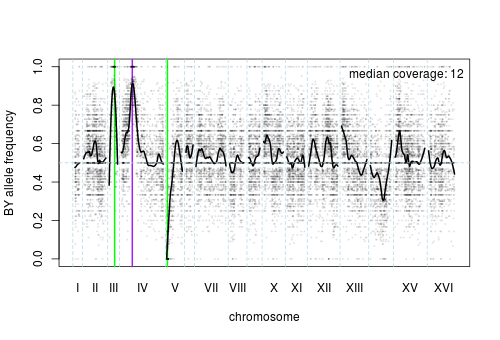 median coverage: 12
BY allele frequency
0.0 0.2 0.4 0.6 0.8 1.0
I II III IV V VII VIII X XI XII XIII XV XVI
chromosome